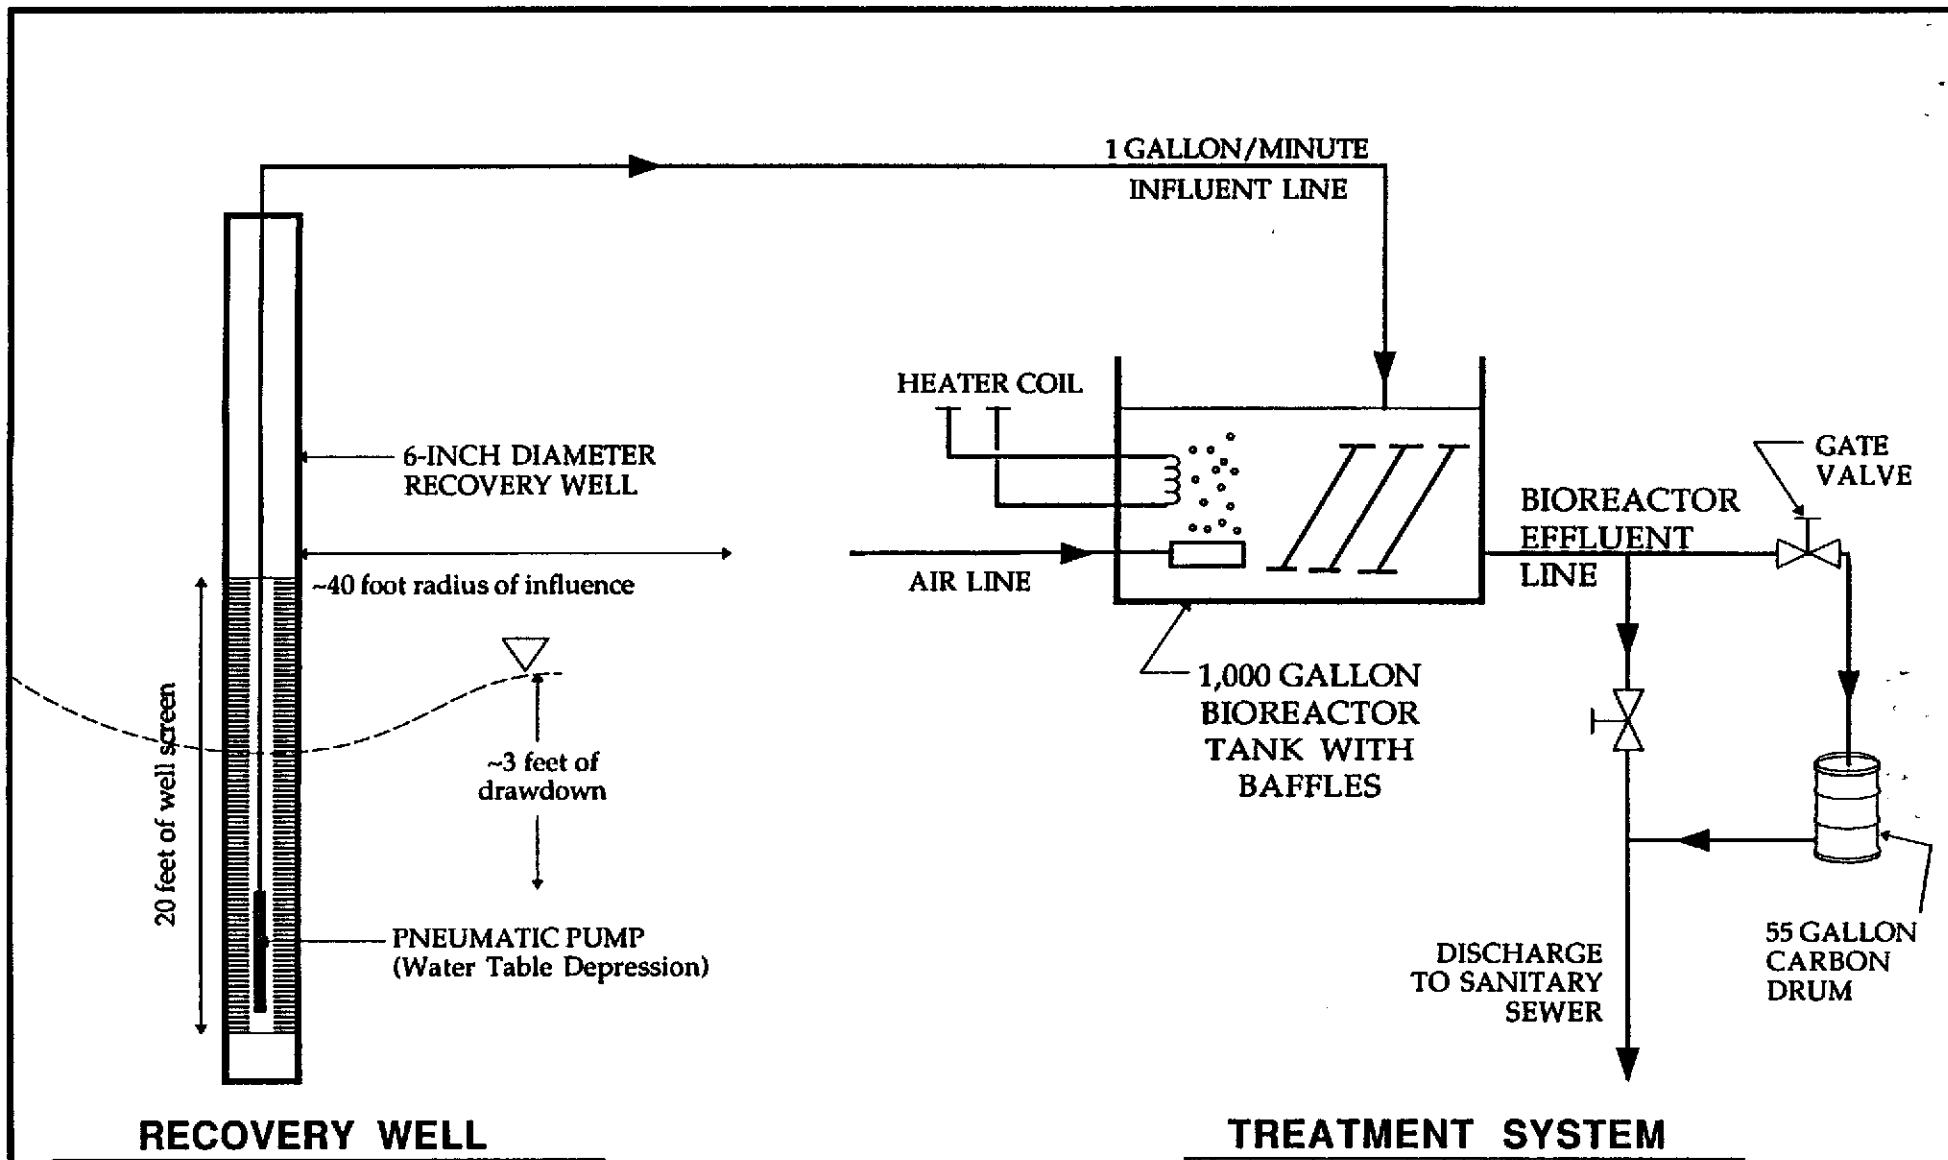 1 GALLON/MINUTE
INFLUENT LINE
HEATER COIL
6-INCH DIAMETER
RECOVERY WELL
GATE
VALVE
BIOREACTOR
EFFLUENT
LINE
~40 foot radius of influence
AIR LINE
20 feet of well screen
~3 feet of
drawdown
1,000 GALLON
BIOREACTOR
TANK WITH
BAFFLES
PNEUMATIC PUMP
(Water Table Depression)
DISCHARGE
TO SANITARY
SEWER
55 GALLON
CARBON
DRUM
RECOVERY WELL
TREATMENT SYSTEM